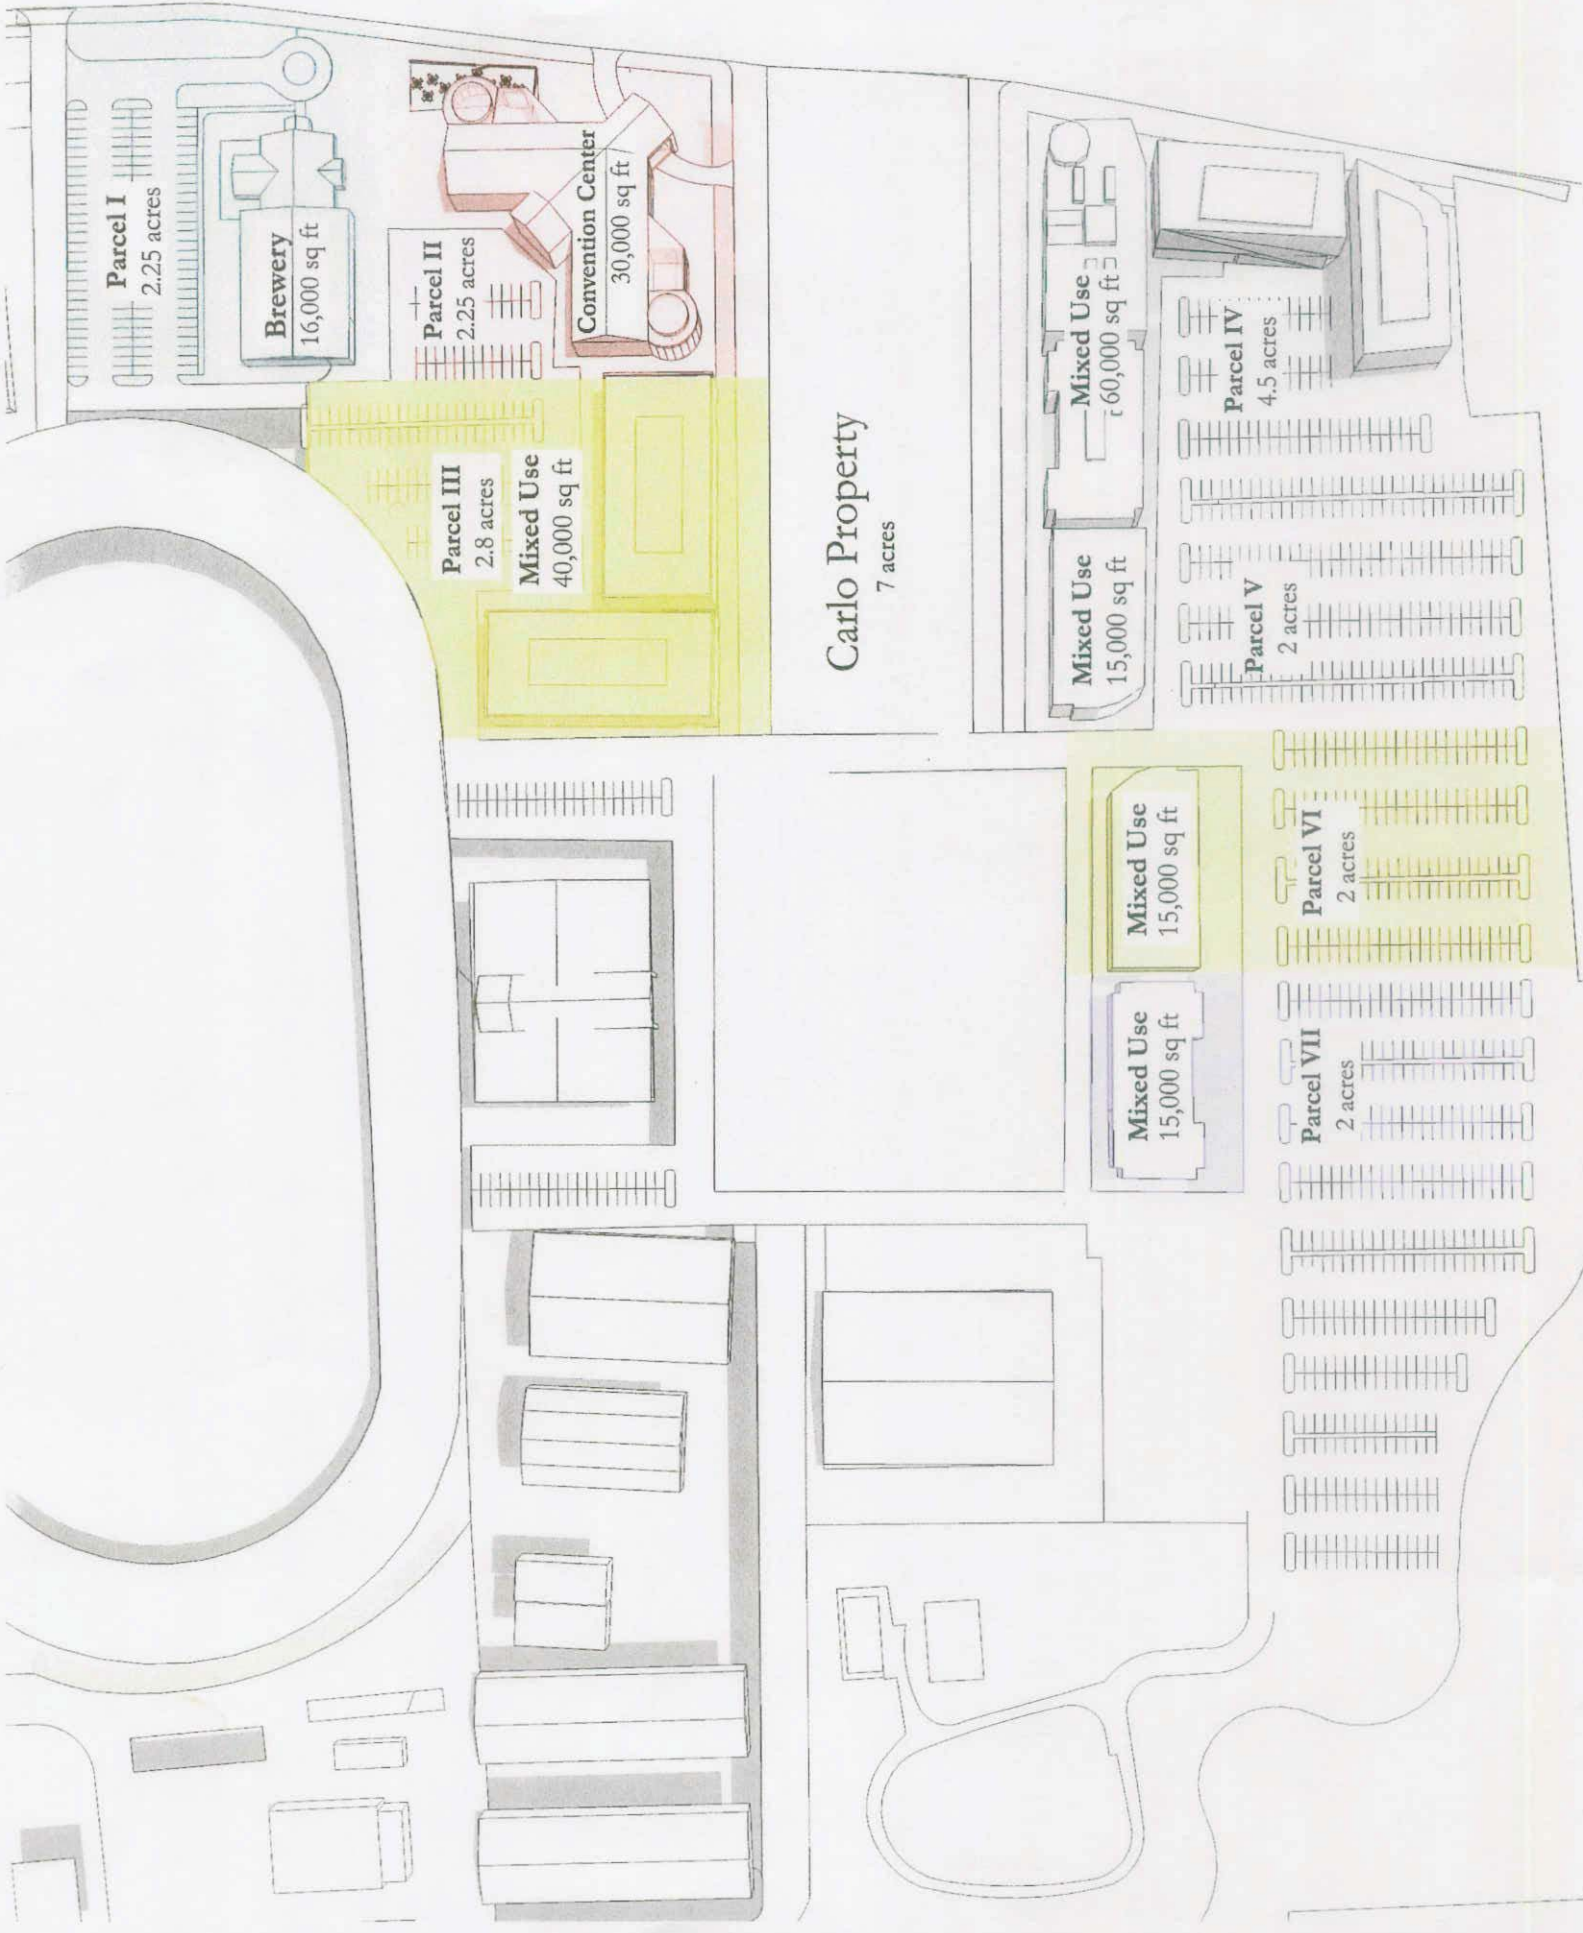 Parcel I
2.25 acres
Brewery
16,000 sq ft
Parcel II
2.25 acres
Convention Center
30,000 sq ft
Parcel III
2.8 acres
Mixed Use
40,000 sq ft
Carlo Property
7 acres
Mixed Use
60,000 sq ft
Parcel IV
4.5 acres
Mixed Use
15,000 sq ft
Parcel V
2 acres
Mixed Use
15,000 sq ft
Parcel VI
2 acres
Mixed Use
15,000 sq ft
Parcel VII
2 acres